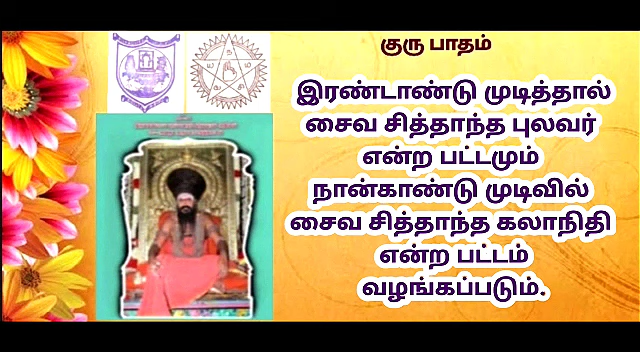 குரு பாதம்
இரண்டாண்டு முடித்தால்
சைவ சித்தாந்த புலவர்
என்ற பட்டமும்
நான்காண்டு முடிவில்
சைவ சித்தாந்த கலாநிதி
என்ற பட்டம்
வழங்கப்படும்.